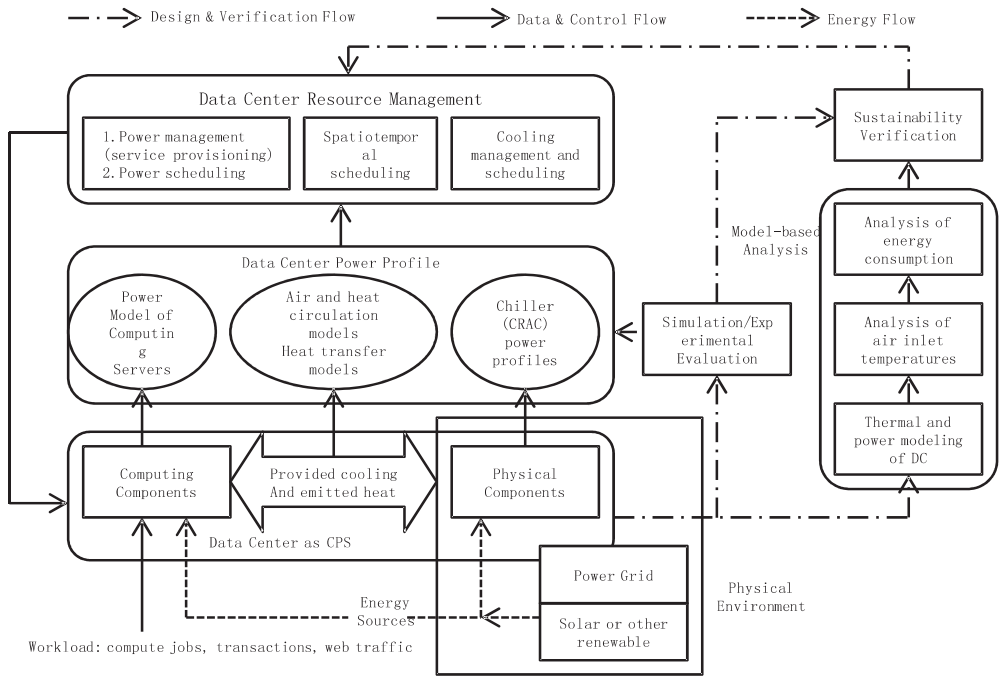 Design & Verification Flow
Data & Control Flow
Energy Flow
Data Center Resource Management
1. Power management
(service provisioning)
2. Power scheduling
Spatiotempor
al
scheduling
Cooling
management and
scheduling
Sustainability
Verification
Model-based
Analysis
Analysis of
energy
consumption
Data Center Power Profile
Power
Model of
Computin
g
Servers
Air and heat
circulation
models
Heat transfer
models
Chiller
(CRAC)
power
profiles
Simulation/Exp
erimental
Evaluation
Analysis of
air inlet
temperatures
Thermal and
power modeling
of DC
Computing
Components
Provided cooling
And emitted heat
Physical
Components
Data Center as CPS
Power Grid
Solar or other
renewable
Physical
Environment
Energy
Sources
Workload: compute jobs, transactions, web traffic